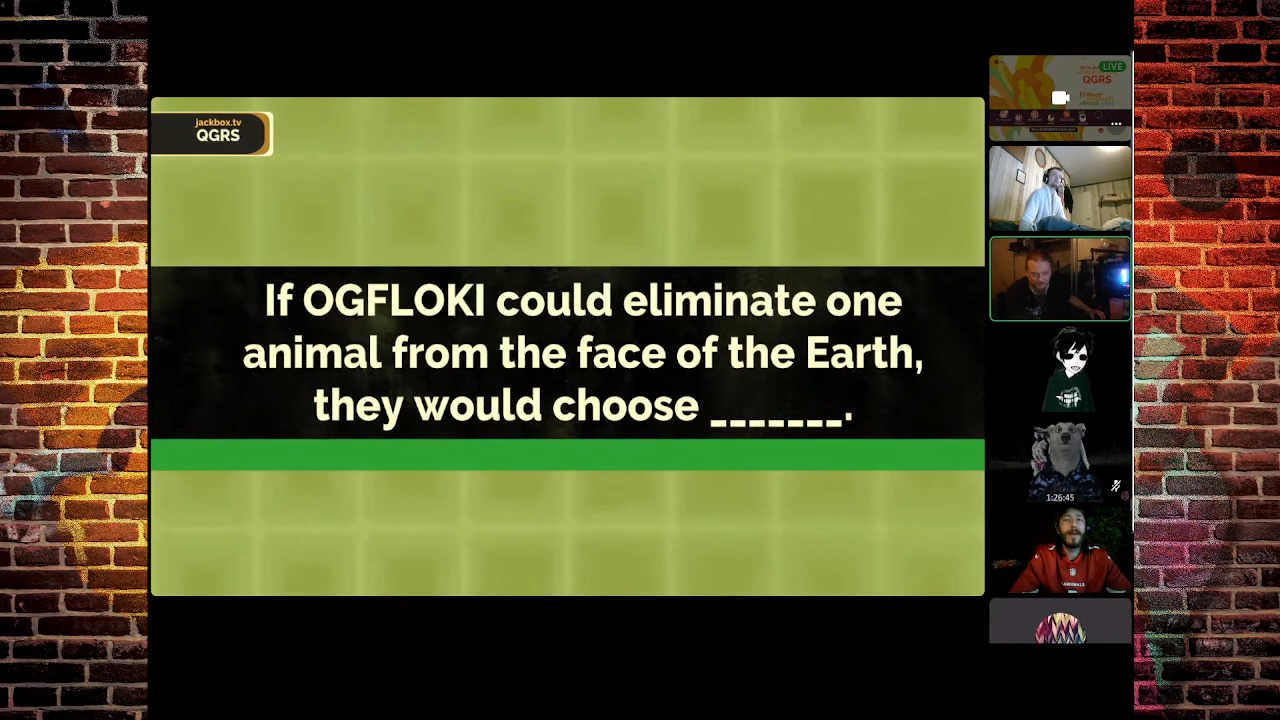 jackbox.tv
QGRS
If OGFLOKI could eliminate one
animal from the face of the Earth,
they would choose _______.
LIVE
QGRS
1:26:45
CARDINALS